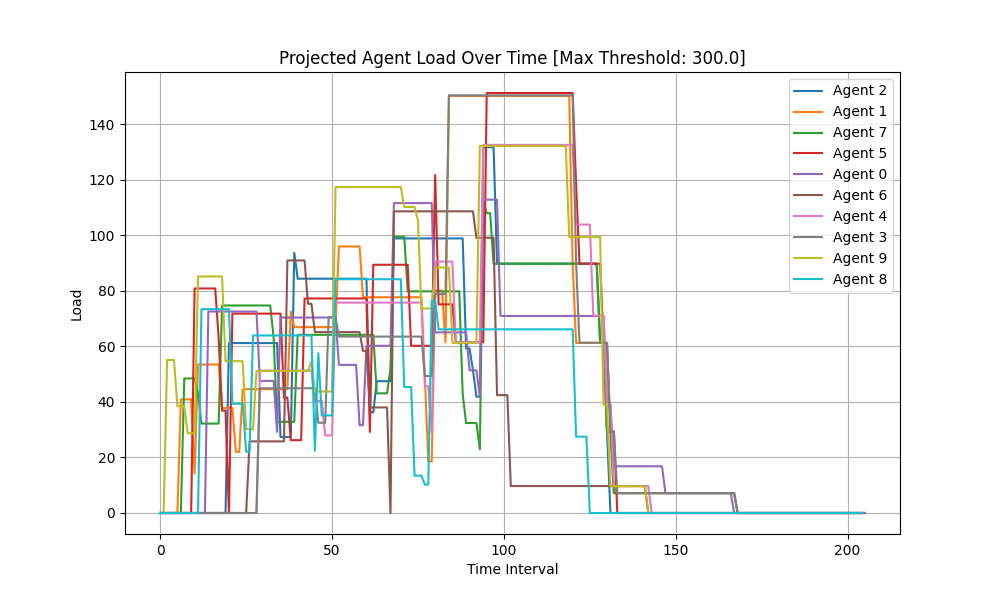 Projected Agent Load Over Time [Max Threshold: 300.0]
Load
140
120
100
80
60
40
20
0
0
50
100
150
200
Time Interval
Agent 2
Agent 1
Agent 7
Agent 5
Agent 0
Agent 6
Agent 4
Agent 3
Agent 9
Agent 8